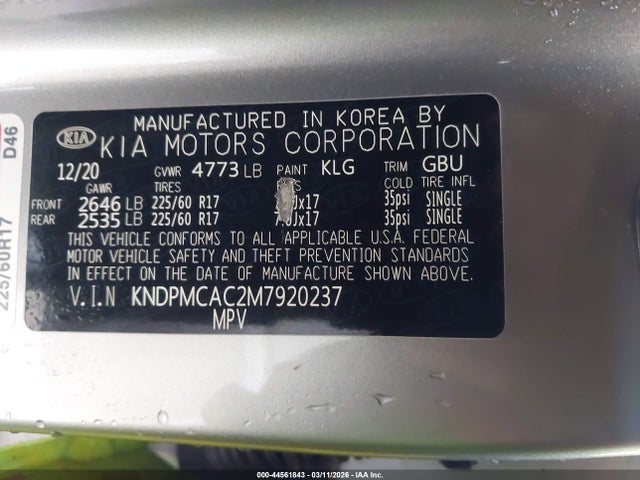 MANUFACTURED IN KOREA BY
KIA KIA MOTORS CORPORATION
12/20 GVWR 4773 LB PAINT KLG TRIM GBU
GAWR TIRES COLD TIRE INFL
FRONT 2646 LB 225/60 R17 35psi SINGLE
REAR 2535 LB 225/60 R17 35psi SINGLE
THIS VEHICLE CONFORMS TO ALL APPLICABLE U.S.A. FEDERAL
MOTOR VEHICLE SAFETY AND THEFT PREVENTION STANDARDS
IN EFFECT ON THE DATE OF MANUFACTURE SHOWN ABOVE.
V.I.N KNDPMCAC2M7920237
MPV
D46
225/60R17
000-44561843 | 03/11/2026 | IAA Inc.